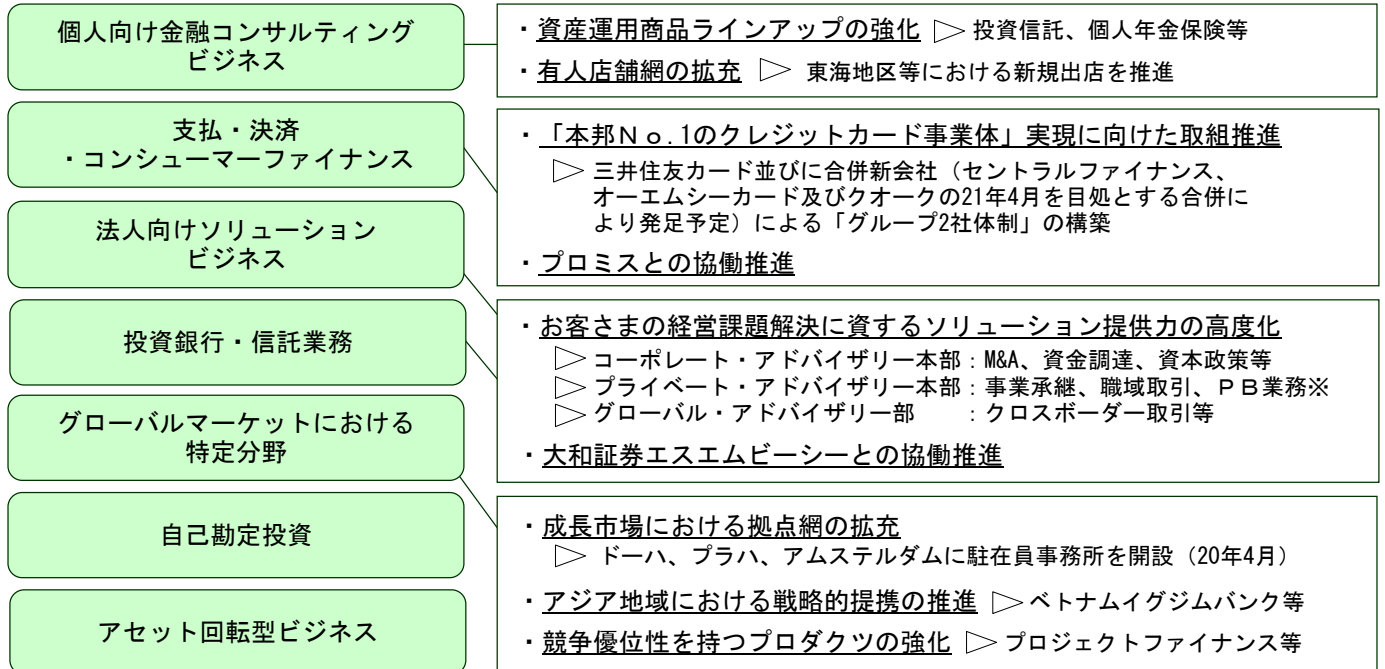 個人向け金融コンサルティング
ビジネス
・資産運用商品ラインアップの強化 ▷ 投資信託、個人年金保険等
・有人店舗網の拡充 ▷ 東海地区等における新規出店を推進
支払・決済
・コンシューマーファイナンス
・「本邦Ｎｏ.1のクレジットカード事業体」実現に向けた取組推進
▷ 三井住友カード並びに合併新会社（セントラルファイナンス、
オーエムシーカード及びクオークの21年4月を目処とする合併に
より発足予定）による「グループ2社体制」の構築
・プロミスとの協働推進
法人向けソリューション
ビジネス
投資銀行・信託業務
・お客さまの経営課題解決に資するソリューション提供力の高度化
▷ コーポレート・アドバイザリー本部：M&A、資金調達、資本政策等
▷ プライベート・アドバイザリー本部：事業承継、職域取引、ＰＢ業務※
▷ グローバル・アドバイザリー部　　：クロスボーダー取引等
・大和証券エスエムビーシーとの協働推進
グローバルマーケットにおける
特定分野
自己勘定投資
アセット回転型ビジネス
・成長市場における拠点網の拡充
▷ ドーハ、プラハ、アムステルダムに駐在員事務所を開設（20年4月）
・アジア地域における戦略的提携の推進 ▷ ベトナムイグジムバンク等
・競争優位性を持つプロダクツの強化 ▷ プロジェクトファイナンス等